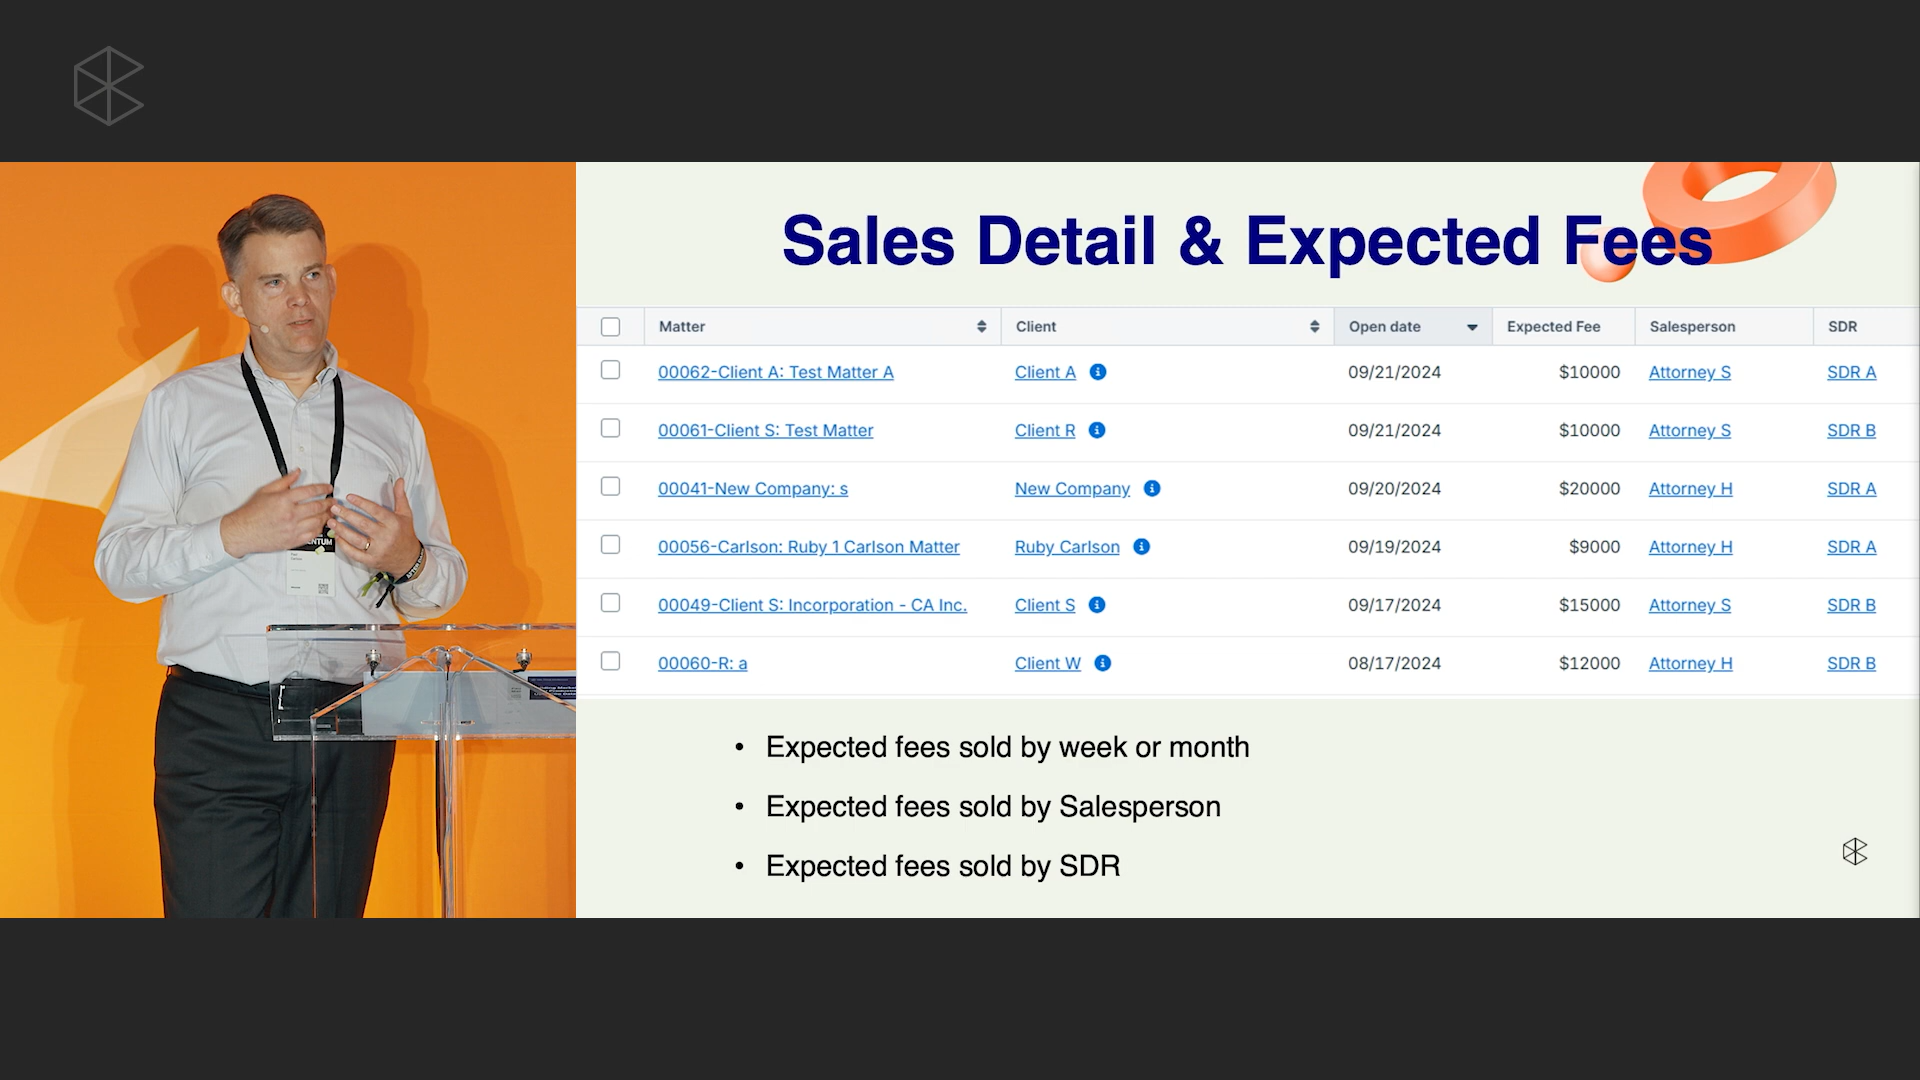 Sales Detail & Expected Fees
Matter Client Open date Expected Fee Salesperson SDR
00062-Client A: Test Matter A Client A 09/21/2024 $10000 Attorney S SDR A
00061-Client S: Test Matter Client R 09/21/2024 $10000 Attorney S SDR B
00041-New Company: s New Company 09/20/2024 $20000 Attorney H SDR A
00056-Carlson: Ruby 1 Carlson Matter Ruby Carlson 09/19/2024 $9000 Attorney H SDR A
00049-Client S: Incorporation - CA Inc. Client S 09/17/2024 $15000 Attorney S SDR B
00060-R: a Client W 08/17/2024 $12000 Attorney H SDR B
• Expected fees sold by week or month
• Expected fees sold by Salesperson
• Expected fees sold by SDR